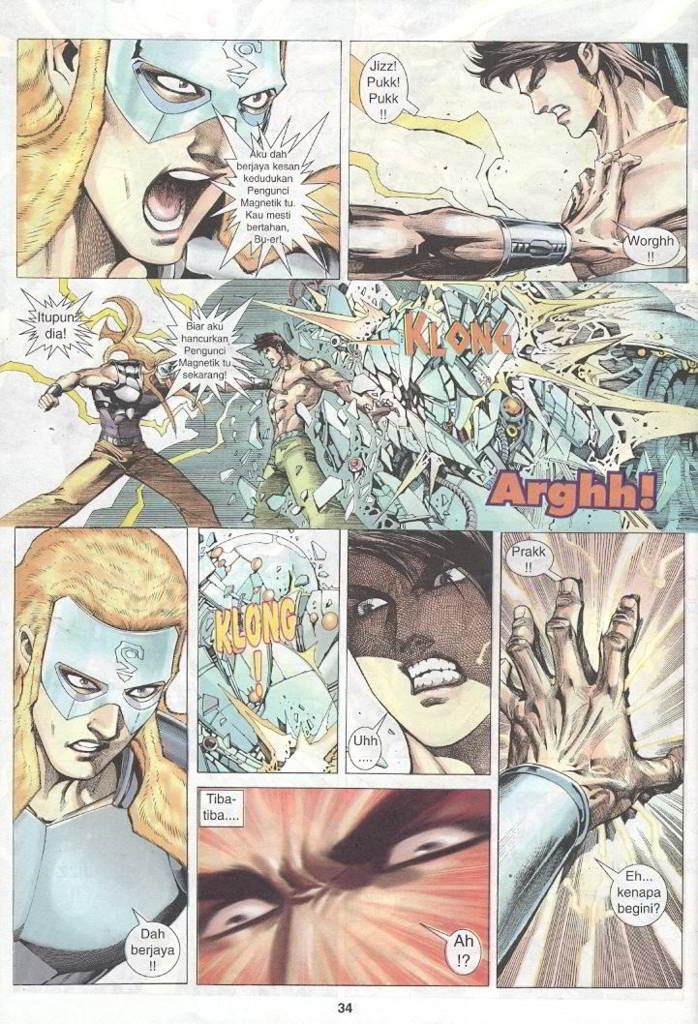 Aku dah
berjaya kesan
kedudukan
Pengunci
Magnetik tu.
Kau mesti
bertahan,
Bu-er!
Jizz!
Pukk!
Pukk
!!
Worghh
!!
Itupun
dia!
Biar aku
hancurkan
Pengunci
Magnetik tu
sekarang!
KLONG
Arghh!
Dah
berjaya
!!
KLONG
!
Uhh
....
Prakk
!!
Tiba-
tiba....
Ah
!?
Eh...
kenapa
begini?
34